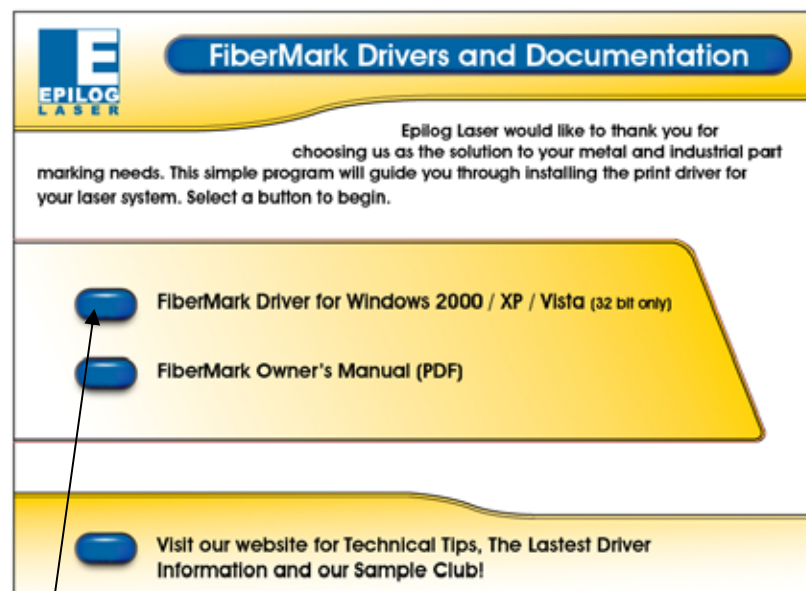 EPILOG
LASER
FiberMark Drivers and Documentation
Epilog Laser would like to thank you for
choosing us as the solution to your metal and industrial part
marking needs. This simple program will guide you through installing the print driver for
your laser system. Select a button to begin.
FiberMark Driver for Windows 2000 / XP / Vista (32 bit only)
FiberMark Owner's Manual (PDF)
Visit our website for Technical Tips, The Lastest Driver
Information and our Sample Club!